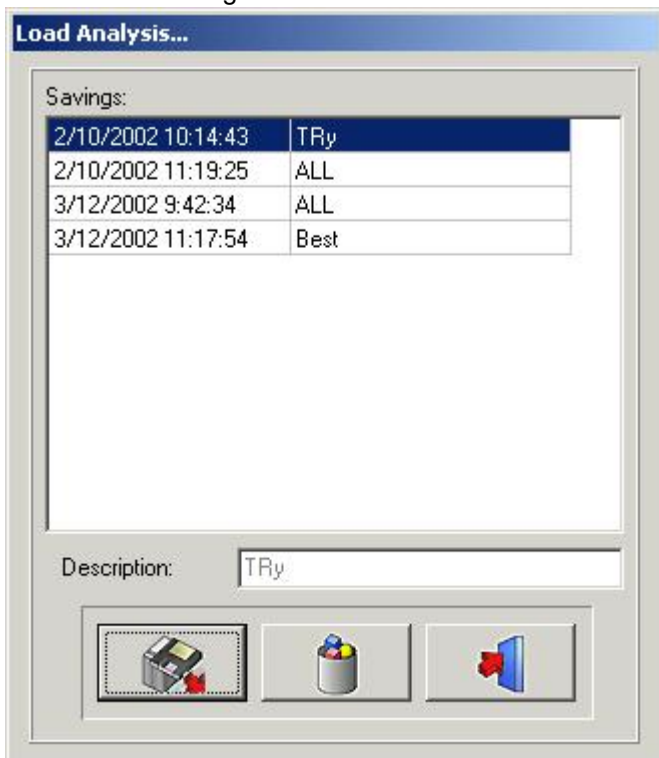 Load Analysis...
Savings:
2/10/2002 10:14:43 TRy
2/10/2002 11:19:25 ALL
3/12/2002 9:42:34 ALL
3/12/2002 11:17:54 Best
Description: TRy